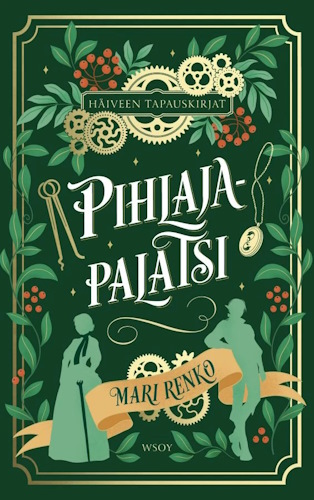 HÄIVEEN TAPAUSKIRJAT
PIHLAJA-
PALATSI
MARI RENKO
WSOY